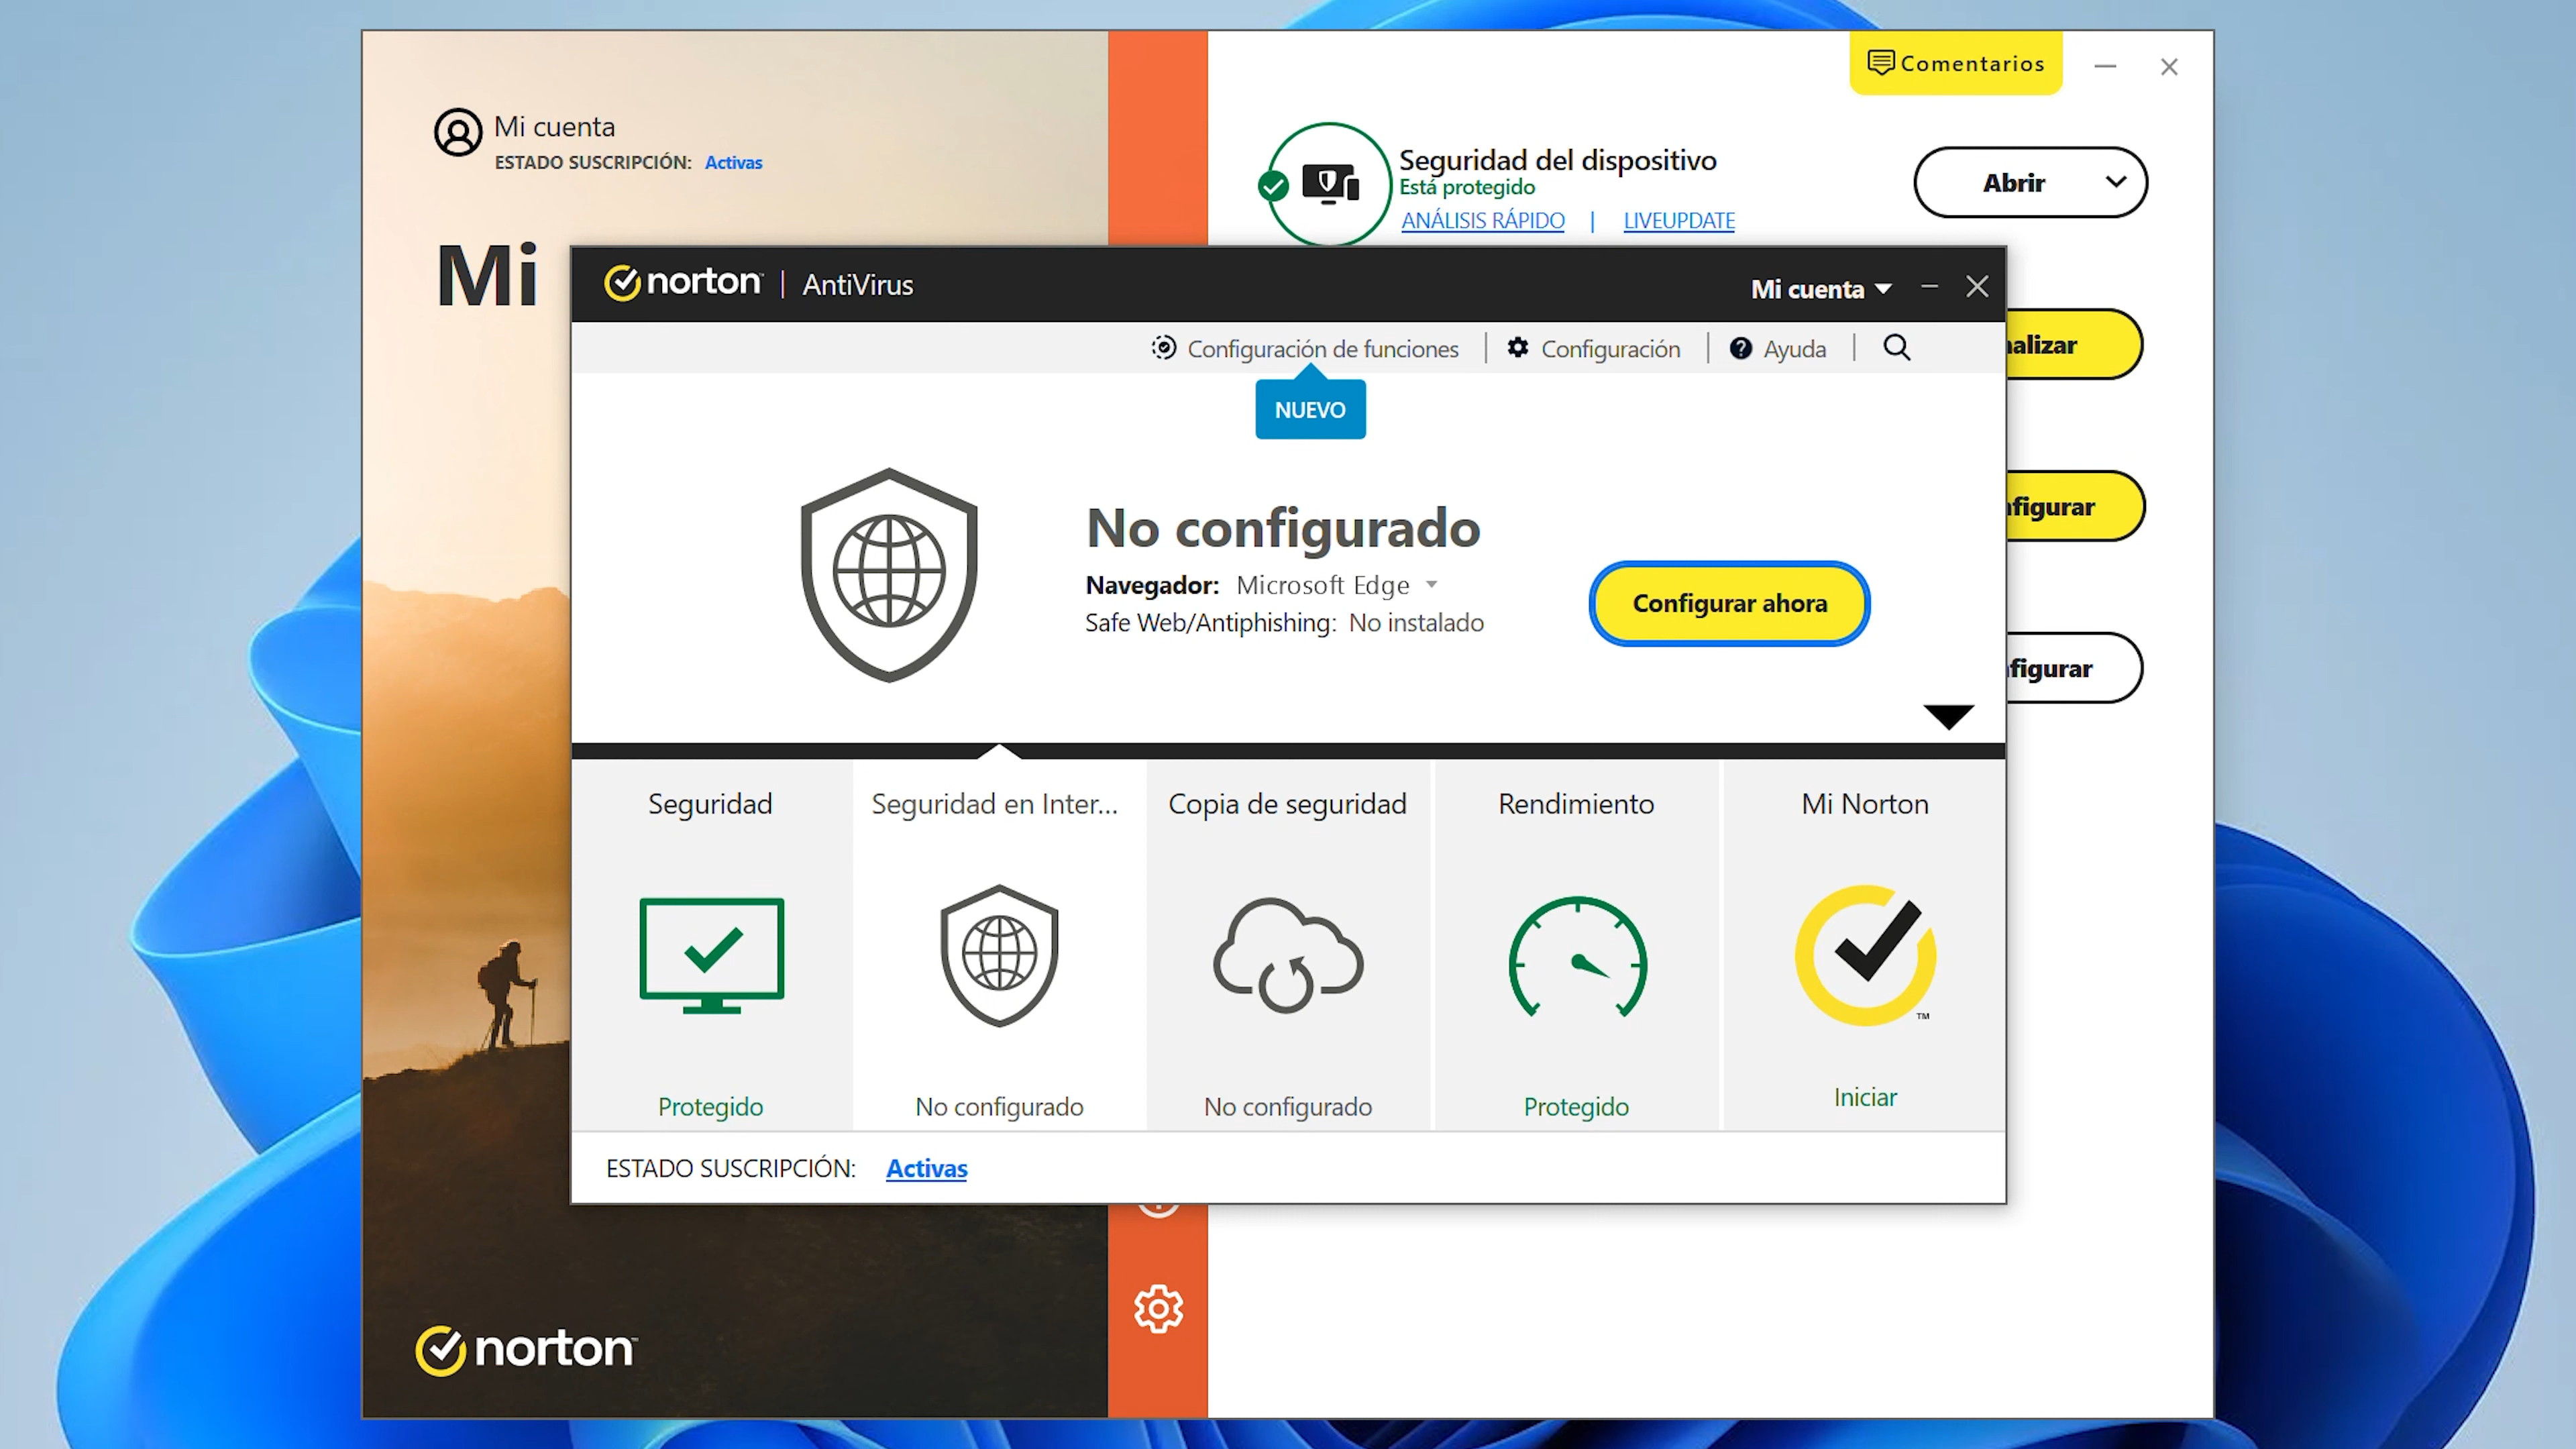 Comentarios
Mi cuenta
ESTADO SUSCRIPCIÓN: Activas
Mi
Seguridad del dispositivo
Está protegido
ANÁLISIS RÁPIDO | LIVEUPDATE
Abrir
norton | AntiVirus
Mi cuenta
Configuración de funciones | Configuración | Ayuda |
NUEVO
alizar
No configurado
Navegador: Microsoft Edge
Safe Web/Antiphishing: No instalado
Configurar ahora
figurar
figurar
Seguridad
Seguridad en Inter...
Copia de seguridad
Rendimiento
Mi Norton
TM
Protegido
No configurado
No configurado
Protegido
Iniciar
ESTADO SUSCRIPCIÓN: Activas
norton